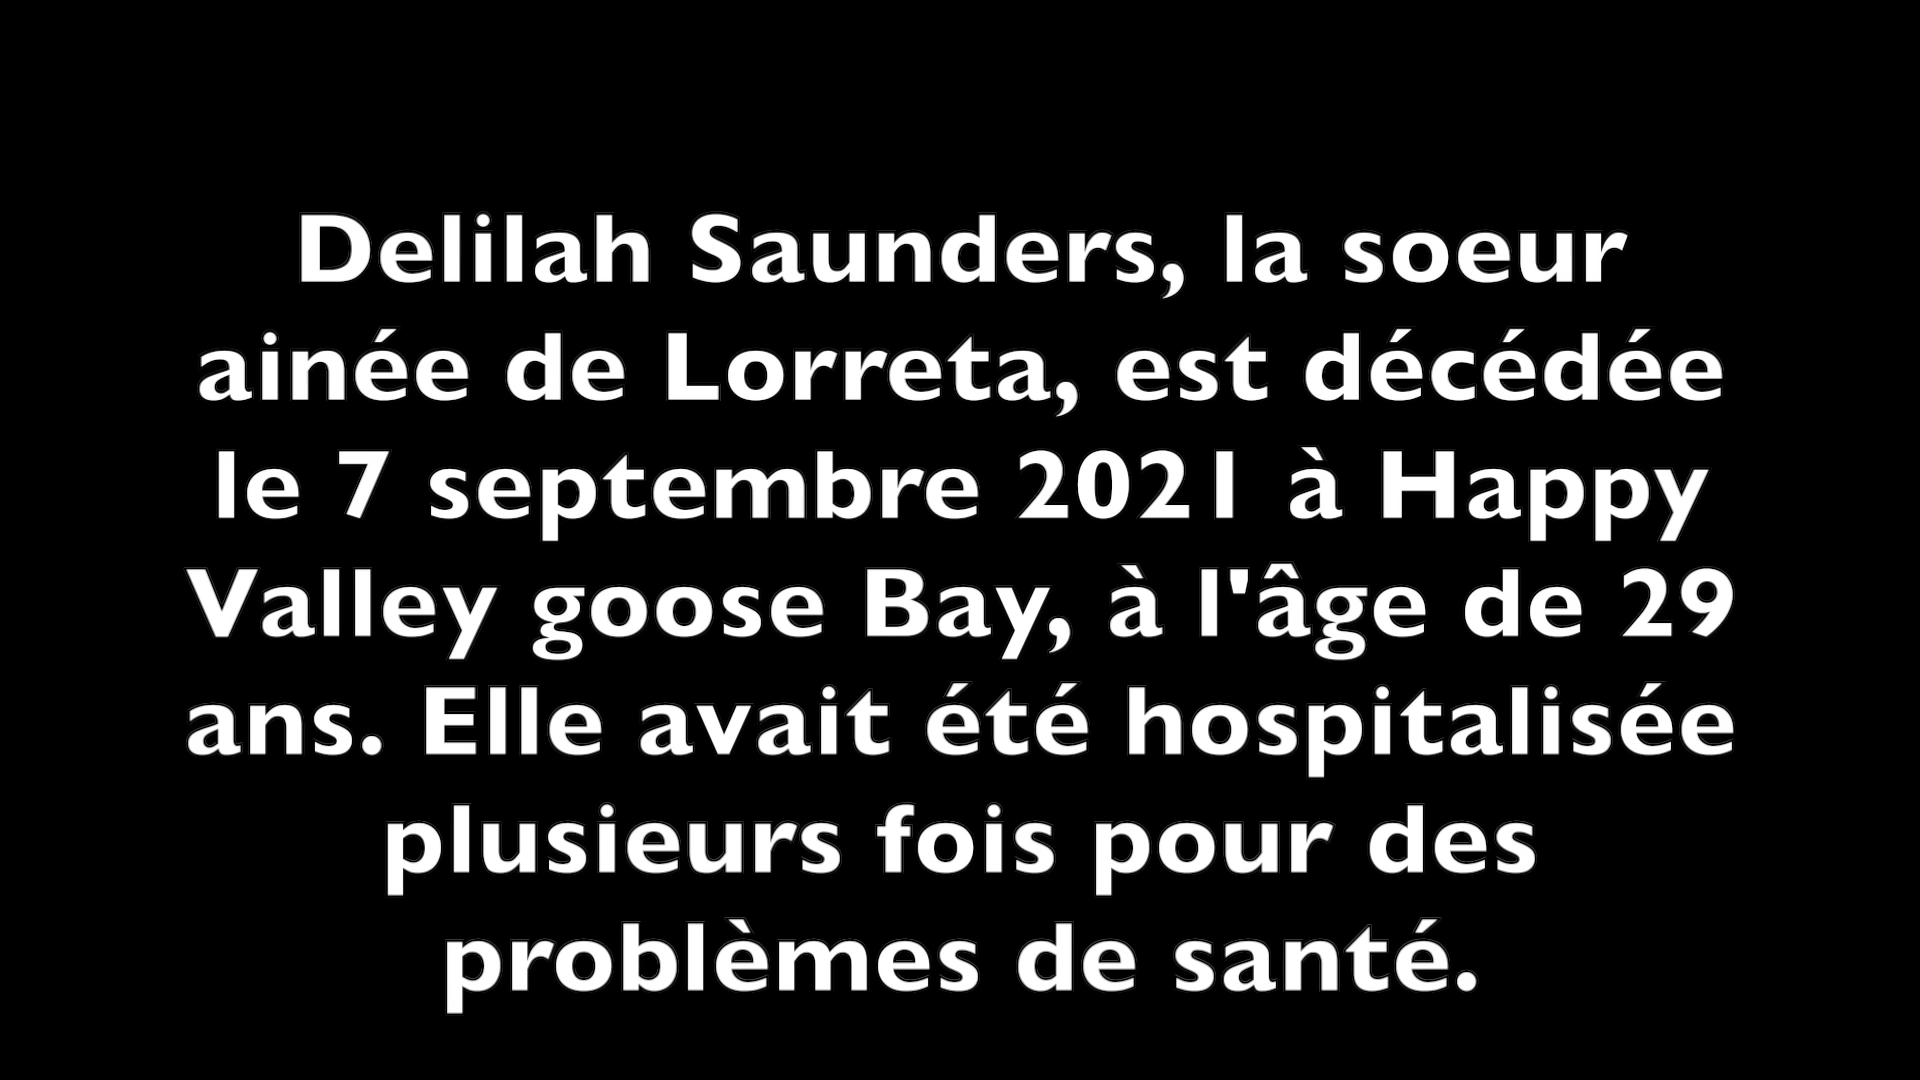 Delilah Saunders, la soeur
ainée de Lorreta, est décédée
le 7 septembre 2021 à Happy
Valley goose Bay, à l'âge de 29
ans. Elle avait été hospitalisée
plusieurs fois pour des
problèmes de santé.